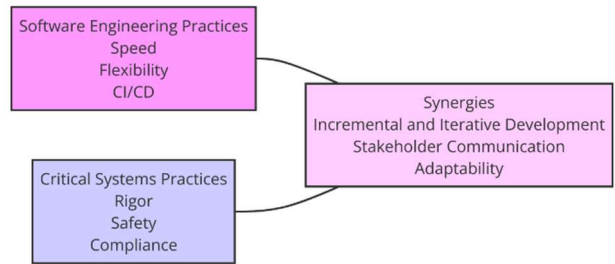 Software Engineering Practices
Speed
Flexibility
CI/CD
Critical Systems Practices
Rigor
Safety
Compliance
Synergies
Incremental and Iterative Development
Stakeholder Communication
Adaptability